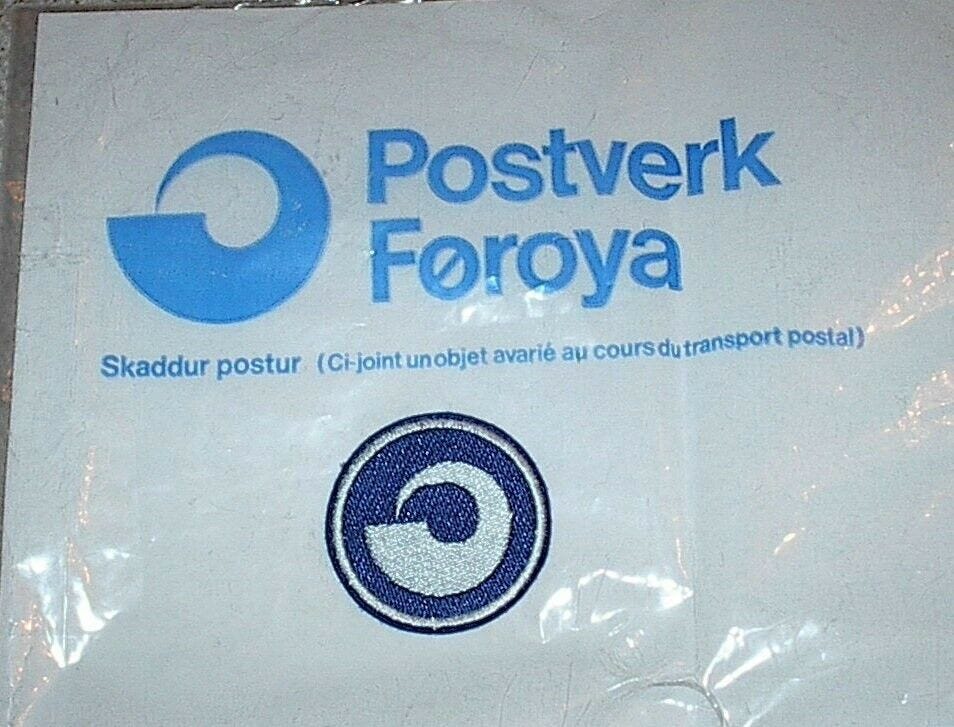 Postverk
Føroya
Skaddur postur (Ci-joint un objet avarié au cours du transport postal)